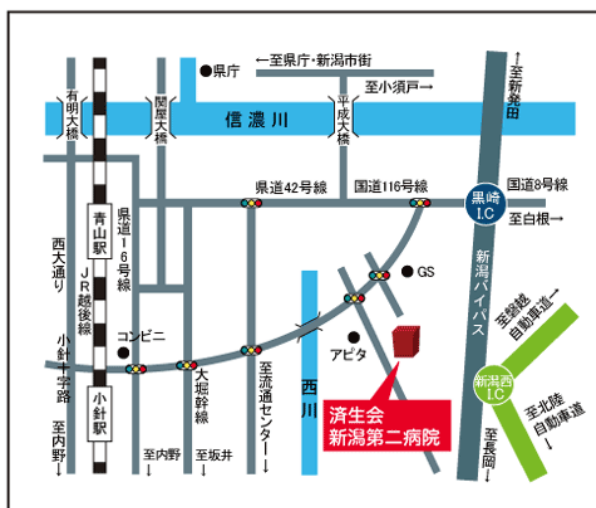 ←至県庁・新潟市街
●県庁
至小須戸→
有明大橋
関屋大橋
平成大橋
信濃川
←至新発田
県道42号線
国道116号線
黒崎
I.C
国道8号線
至白根→
青山駅
県道16号線
西大通り
JR越後線
新潟バイパス
GS
至磐越
自動車道→
コンビニ
アピタ
小針十字路
小針駅
大堀幹線
至流通センター→
西川
新潟西
I.C
済生会
新潟第二病院
至北陸
自動車道
至内野→
至内野
至坂井
至長岡→